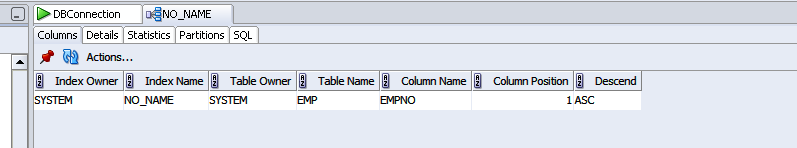 DBConnection NO_NAME
Columns Details Statistics Partitions SQL
Actions...
Index Owner Index Name Table Owner Table Name Column Name Column Position Descend
SYSTEM NO_NAME SYSTEM EMP EMPNO 1 ASC